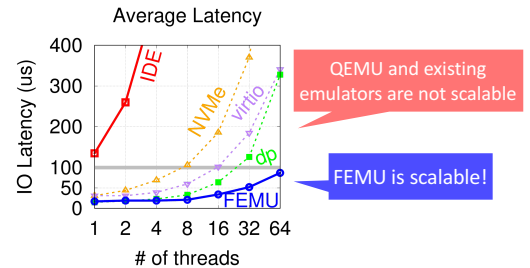 Average Latency
IO Latency (us)
400
300
200
100
50
0
1 2 4 8 16 32 64
# of threads
IDE
NVMe
virtio
dp
FEMU
QEMU and existing
emulators are not scalable
FEMU is scalable!